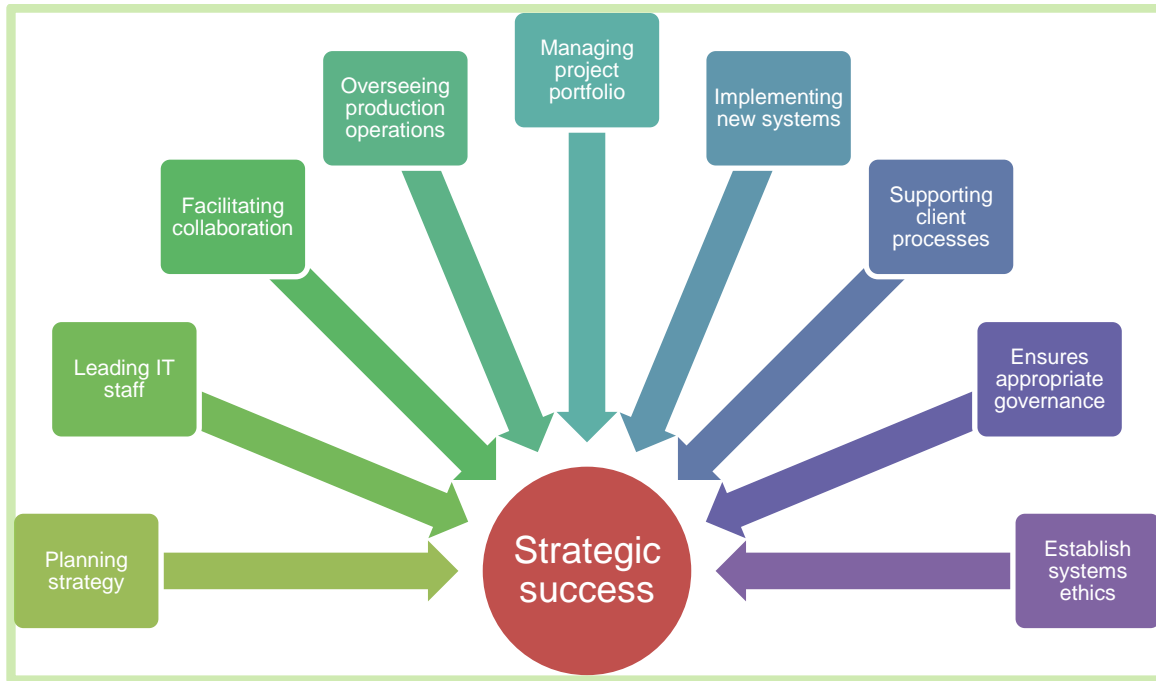 Managing
project
portfolio
Overseeing
production
operations
Implementing
new systems
Facilitating
collaboration
Supporting
client
processes
Leading IT
staff
Ensures
appropriate
governance
Planning
strategy
Strategic
success
Establish
systems
ethics